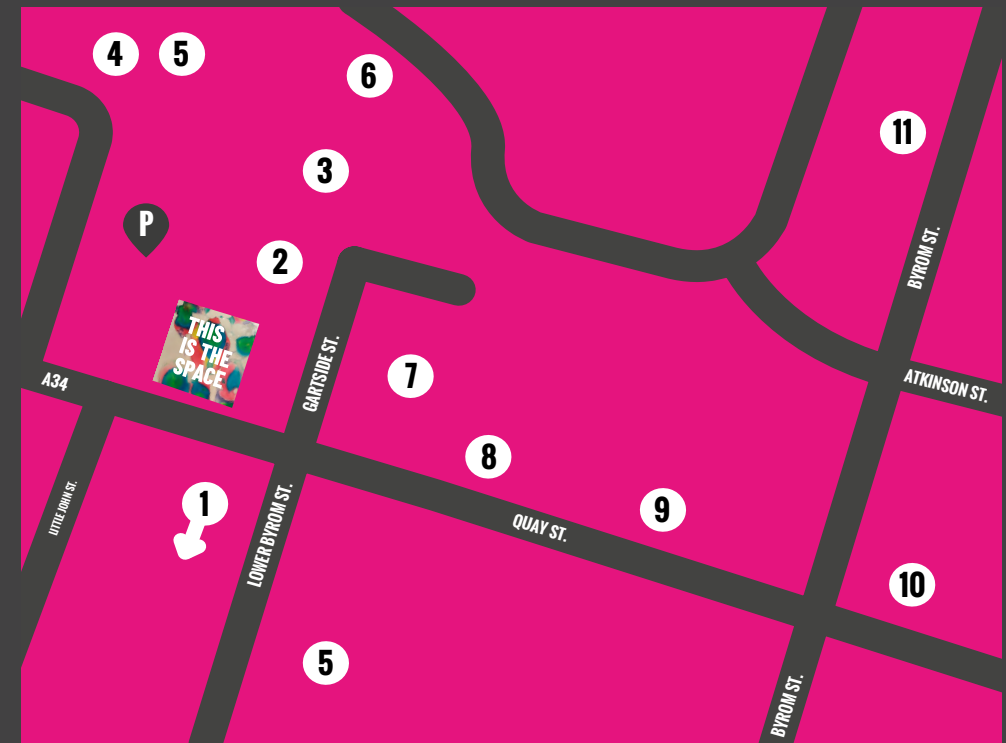 4
5
6
11
3
P
BYROM ST.
2
THIS
IS THE
SPACE
GARTSIDE ST.
7
A34
ATKINSON ST.
8
1
LITTLE JOHN ST.
LOWER BYROM ST.
QUAY ST.
9
10
5
BYROM ST.